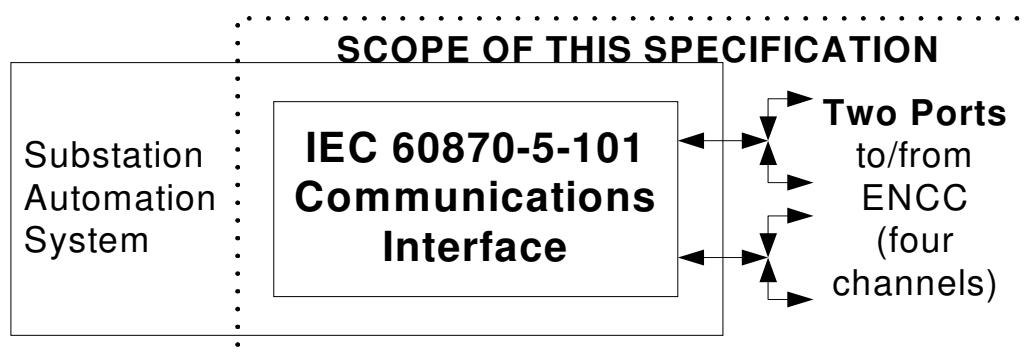 SCOPE OF THIS SPECIFICATION
Substation
Automation
System
IEC 60870-5-101
Communications
Interface
Two Ports
to/from
ENCC
(four
channels)